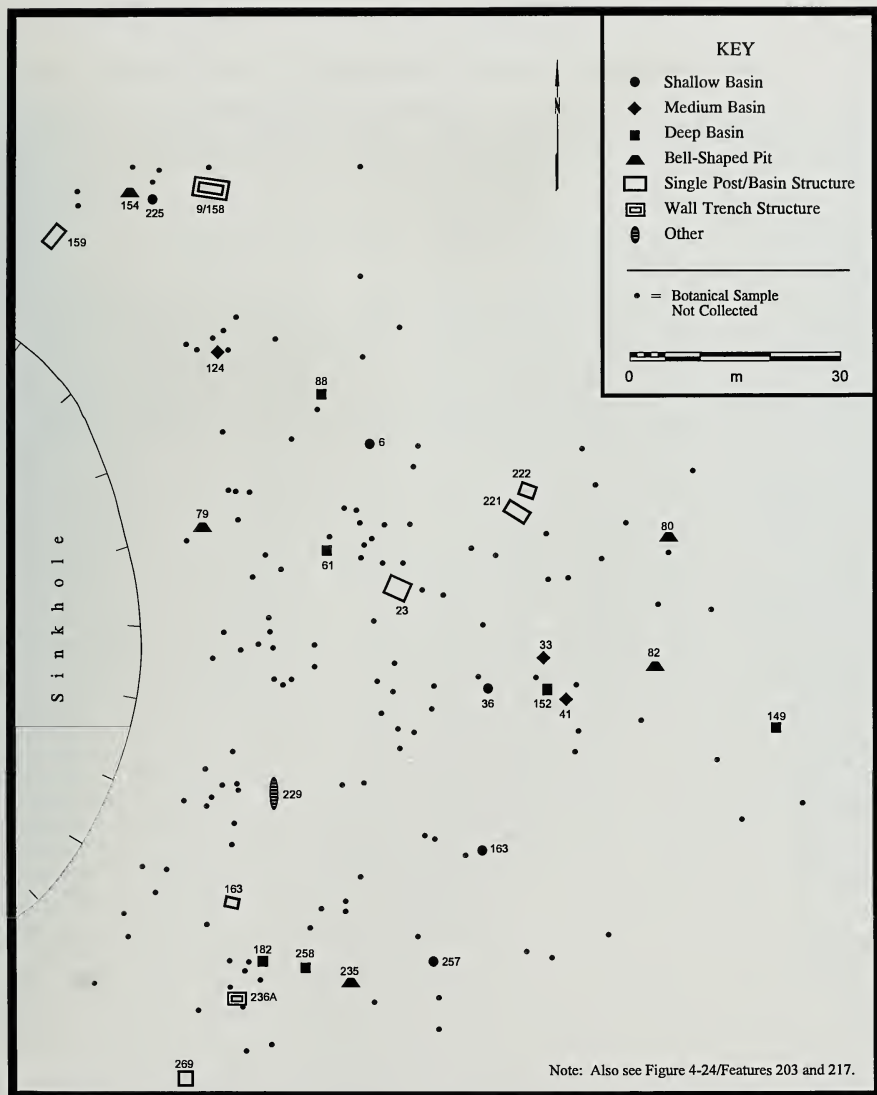 KEY
Shallow Basin
Medium Basin
Deep Basin
Bell-Shaped Pit
Single Post/Basin Structure
Wall Trench Structure
Other
• = Botanical Sample
Not Collected
0 m 30
N
154
225
9/158
159
124
88
6
222
221
79
80
61
23
33
82
36
152
41
149
Sinkhole
229
163
163
182
258
235
257
236A
269
Note: Also see Figure 4-24/Features 203 and 217.